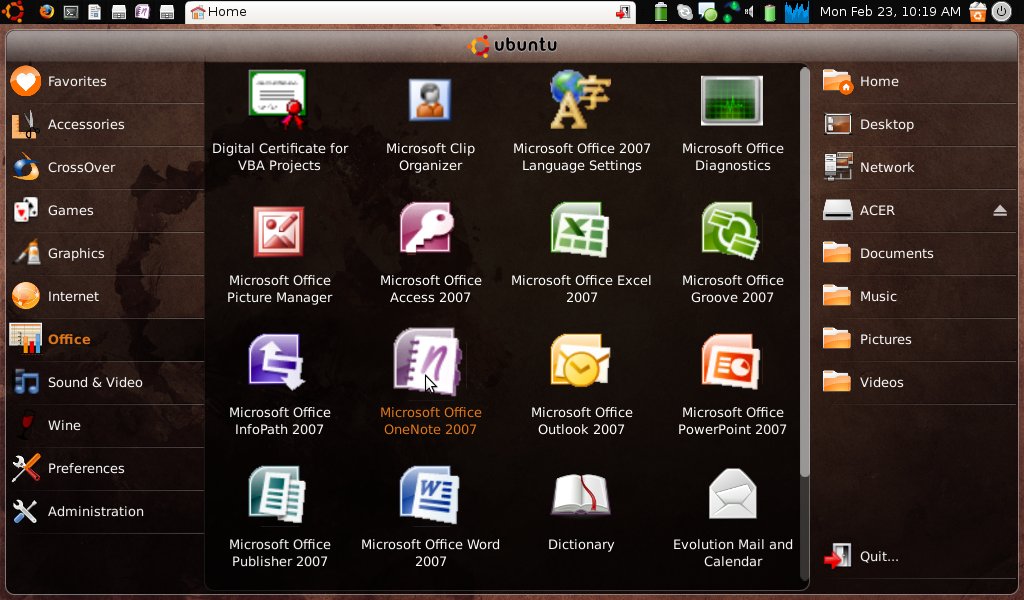 Home
Mon Feb 23, 10:19 AM
ubuntu
Favorites
Accessories
CrossOver
Games
Graphics
Internet
Office
Sound & Video
Wine
Preferences
Administration
Digital Certificate for
VBA Projects
Microsoft Clip
Organizer
Microsoft Office 2007
Language Settings
Microsoft Office
Diagnostics
Microsoft Office
Picture Manager
Microsoft Office
Access 2007
Microsoft Office Excel
2007
Microsoft Office
Groove 2007
Microsoft Office
InfoPath 2007
Microsoft Office
OneNote 2007
Microsoft Office
Outlook 2007
Microsoft Office
PowerPoint 2007
Microsoft Office
Publisher 2007
Microsoft Office Word
2007
Dictionary
Evolution Mail and
Calendar
Home
Desktop
Network
ACER
Documents
Music
Pictures
Videos
Quit...